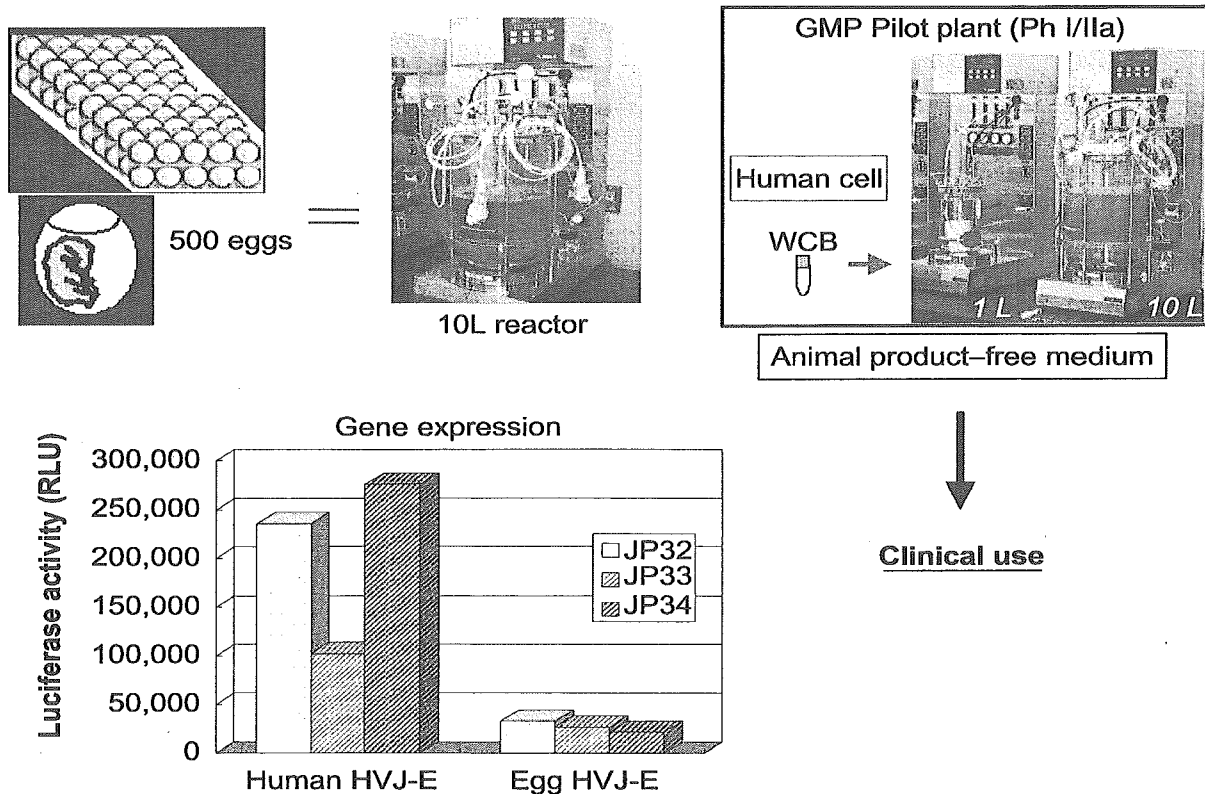 500 eggs
10L reactor
GMP Pilot plant (Ph I/IIa)
Human cell
WCB
1 L
10 L
Animal product–free medium
Clinical use
Gene expression
Luciferase activity (RLU)
300,000
250,000
200,000
150,000
100,000
50,000
0
JP32
JP33
JP34
Human HVJ-E
Egg HVJ-E